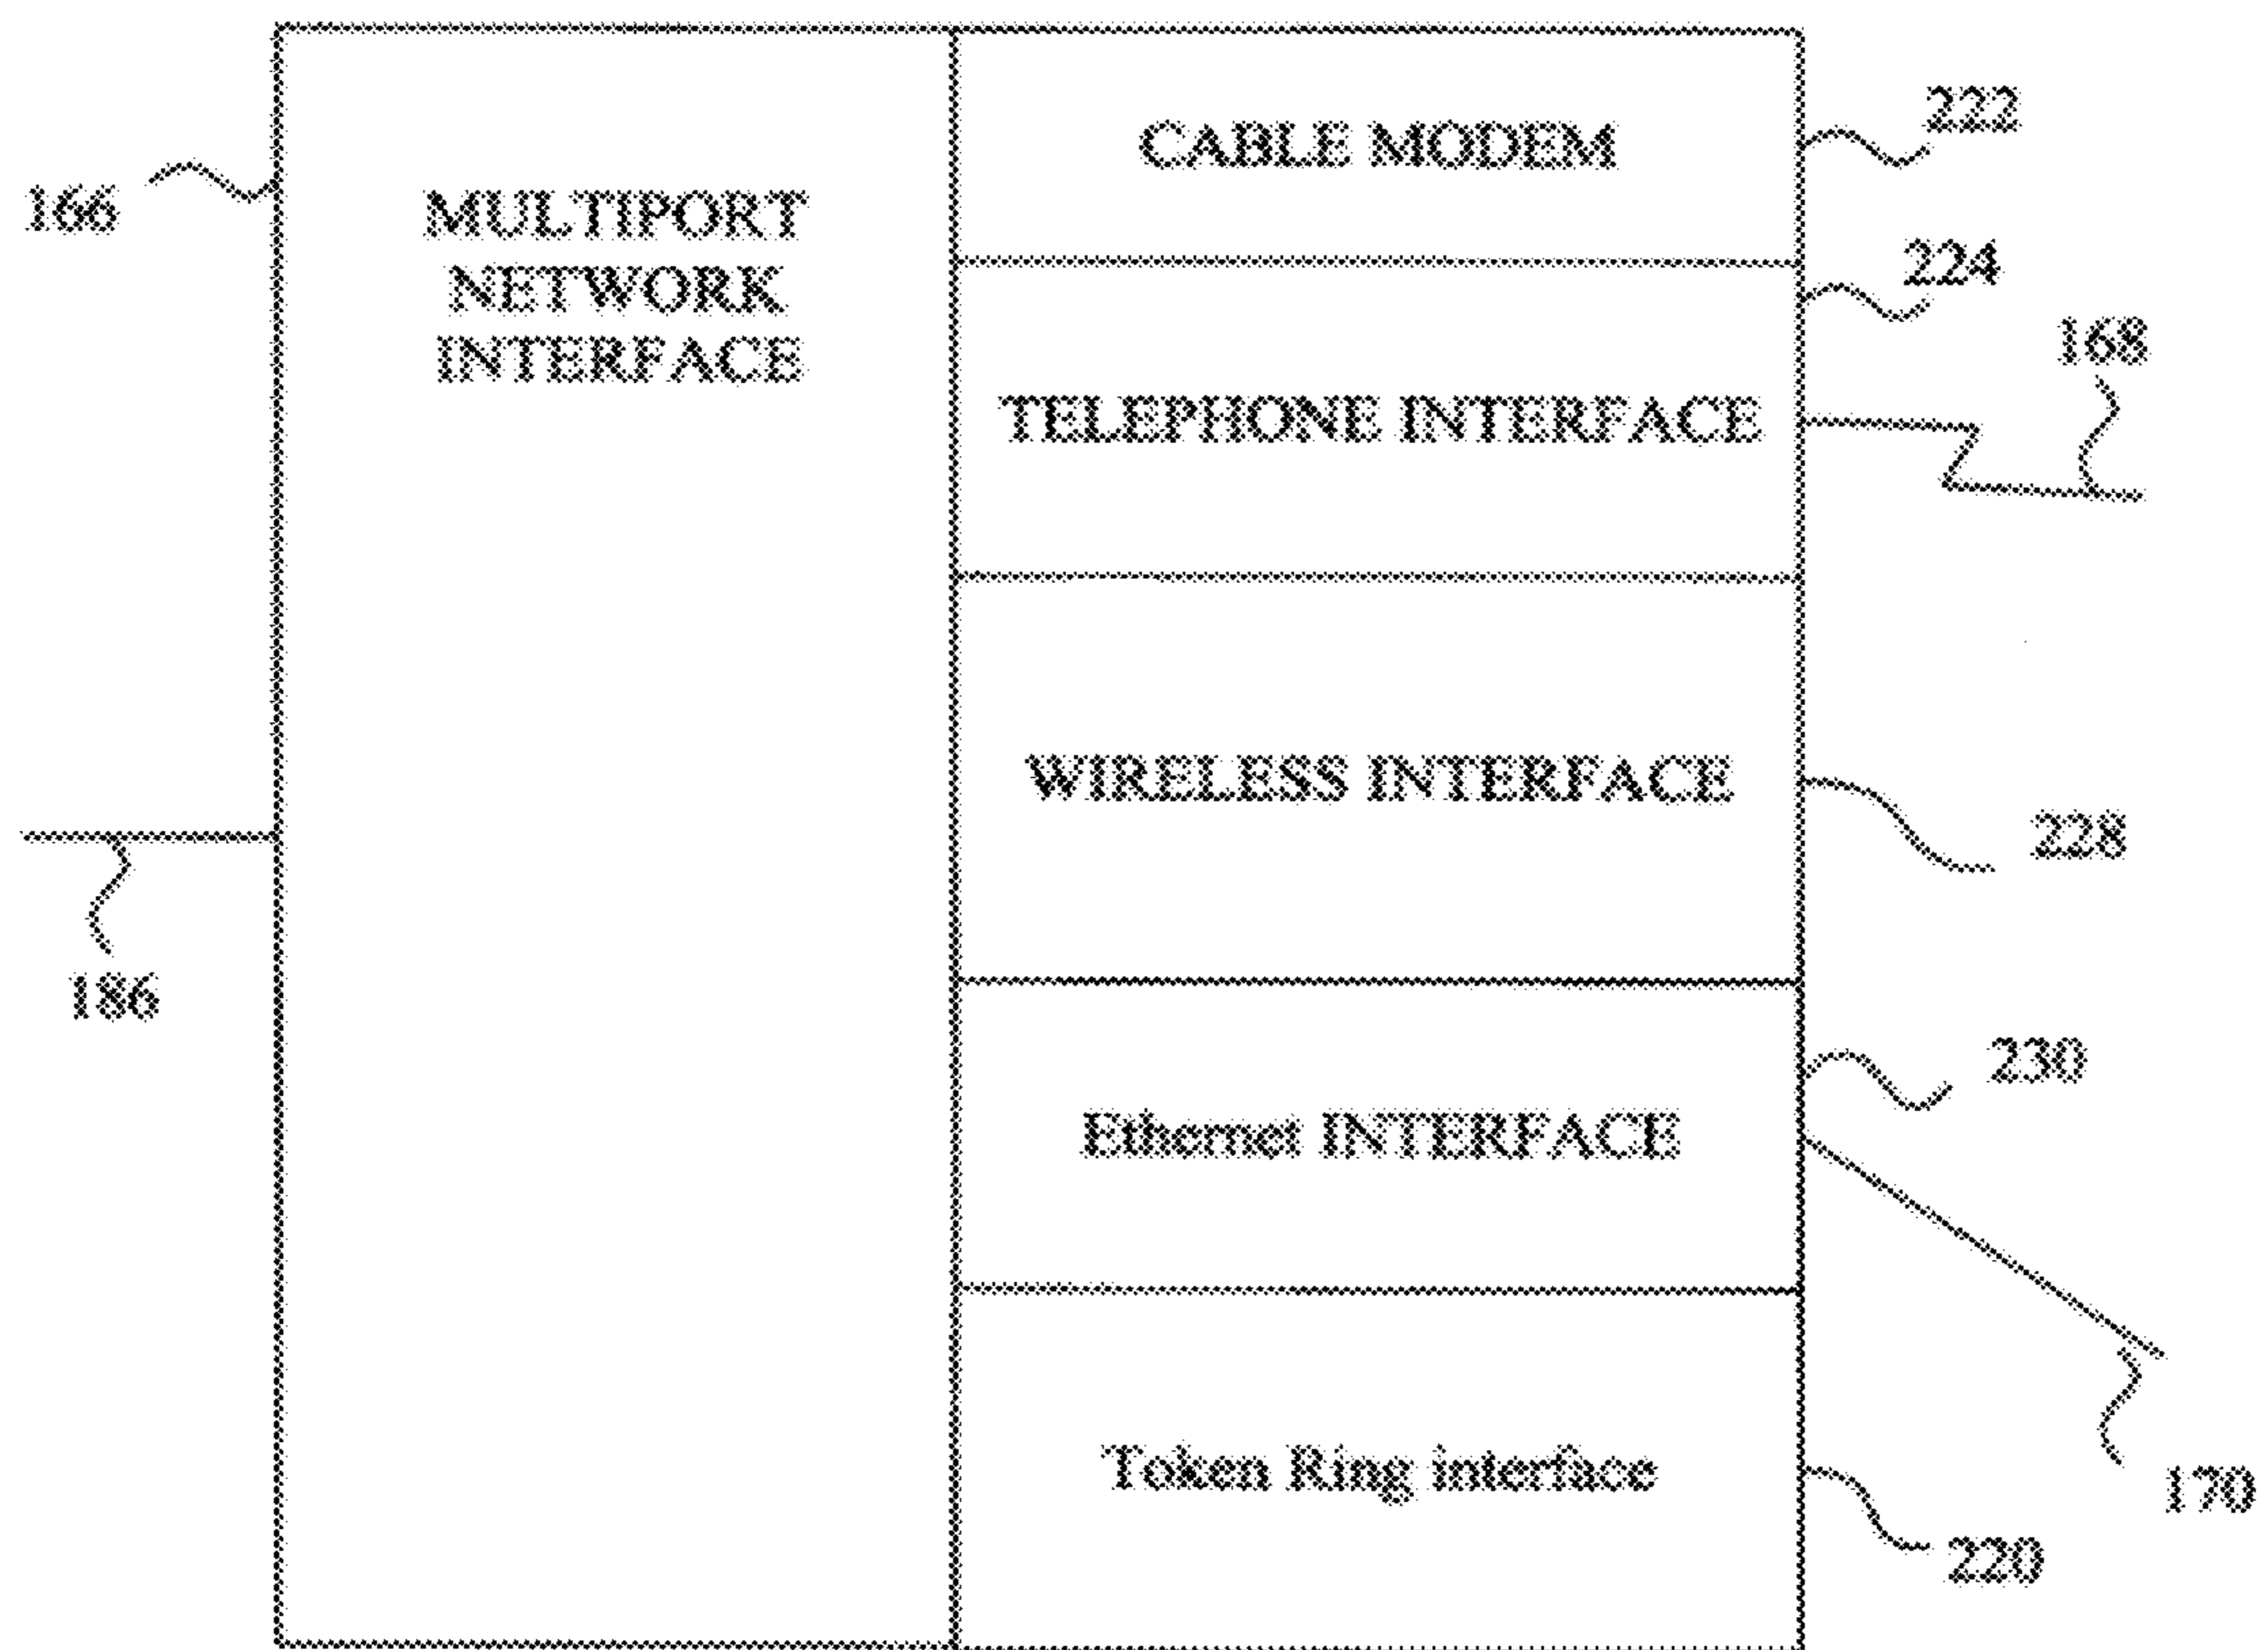 166
MULTIPORT
NETWORK
INTERFACE
186
CABLE MODEM
222
224
TELEPHONE INTERFACE
168
WIRELESS INTERFACE
228
230
Ethernet INTERFACE
170
Token Ring interface
220